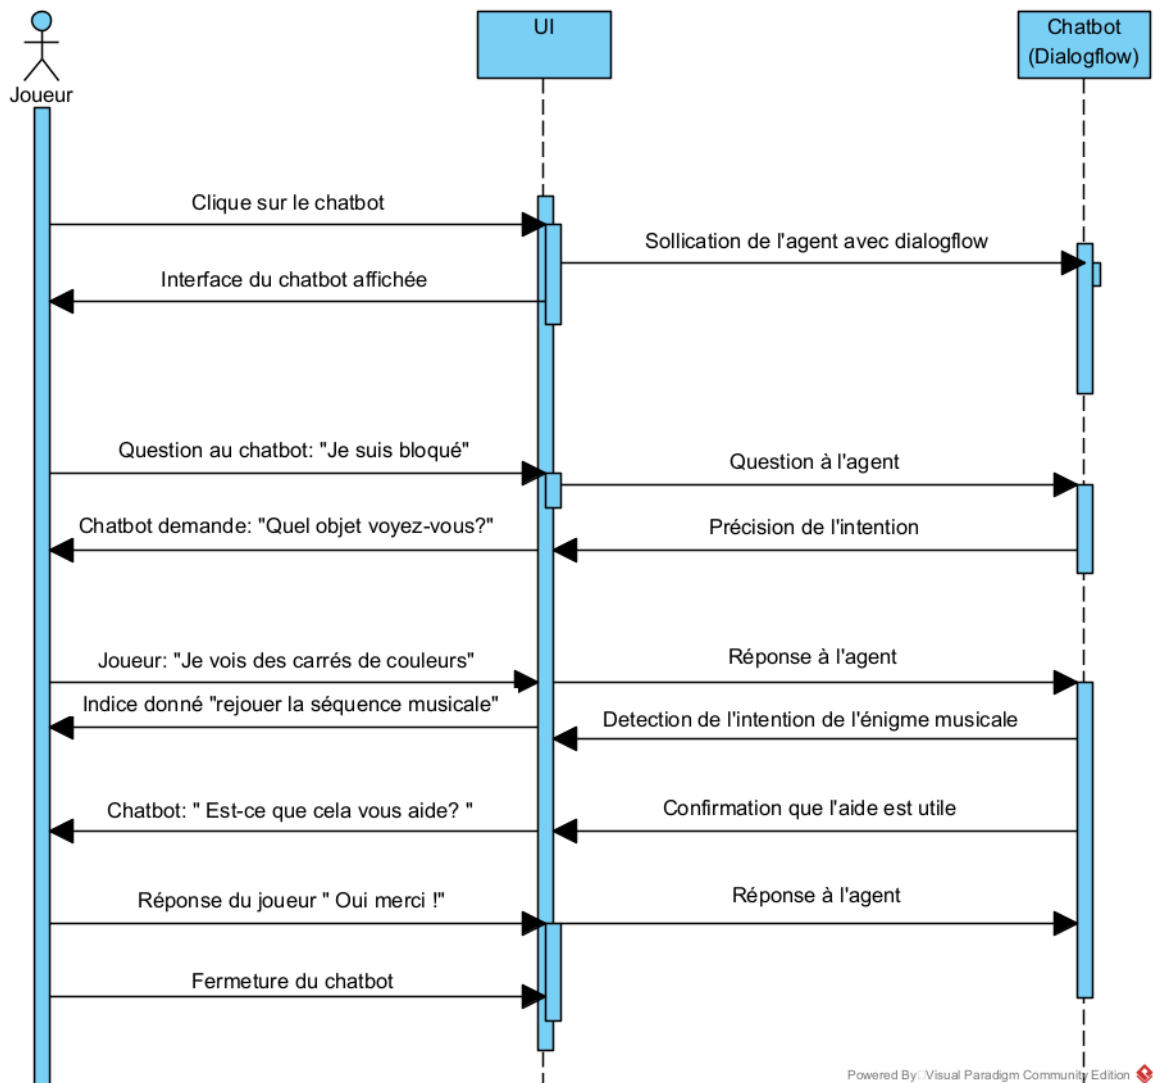 Joueur
UI
Chatbot
(Dialogflow)
Clique sur le chatbot
Sollication de l'agent avec dialogflow
Interface du chatbot affichée
Question au chatbot: "Je suis bloqué"
Question à l'agent
Chatbot demande: "Quel objet voyez-vous?"
Précision de l'intention
Joueur: "Je vois des carrés de couleurs"
Réponse à l'agent
Indice donné "rejouer la séquence musicale"
Detection de l'intention de l'énigme musicale
Chatbot: " Est-ce que cela vous aide? "
Confirmation que l'aide est utile
Réponse du joueur " Oui merci !"
Réponse à l'agent
Fermeture du chatbot
Powered By□Visual Paradigm Community Edition